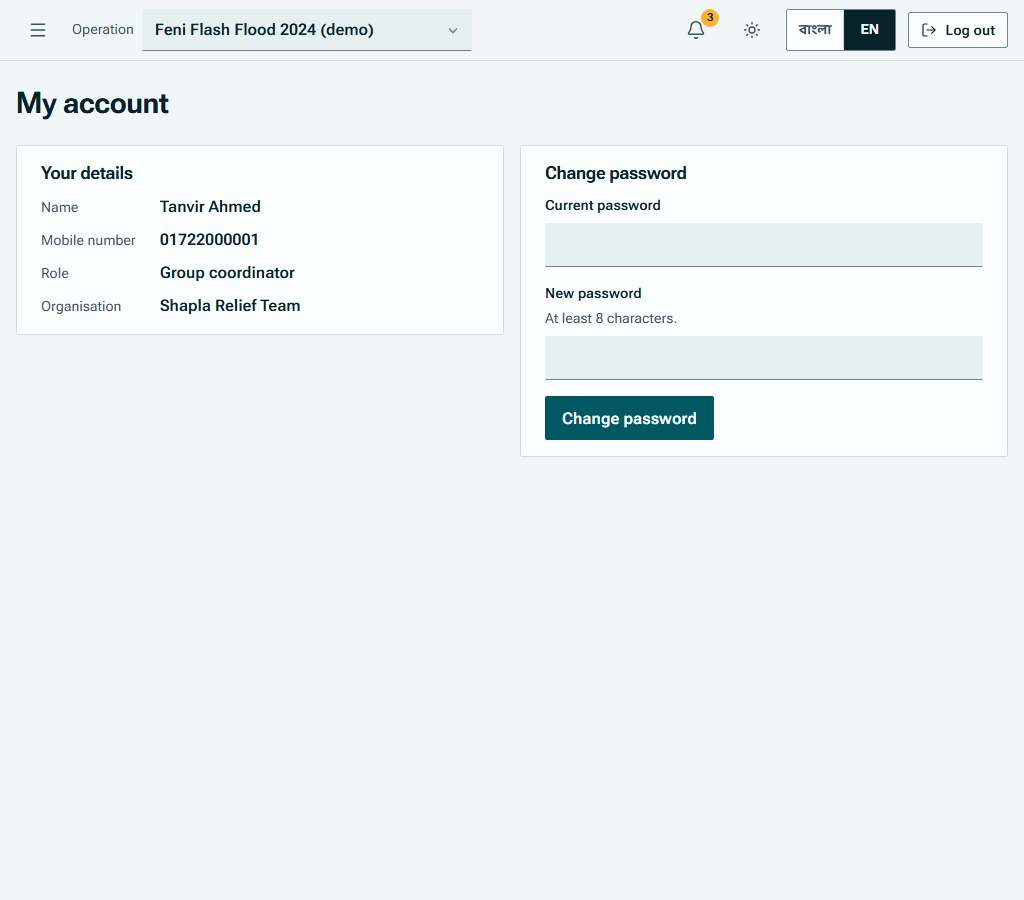 Operation
Feni Flash Flood 2024 (demo)
3
বাংলা
EN
Log out
My account
Your details
Name Tanvir Ahmed
Mobile number 01722000001
Role Group coordinator
Organisation Shapla Relief Team
Change password
Current password
New password
At least 8 characters.
Change password